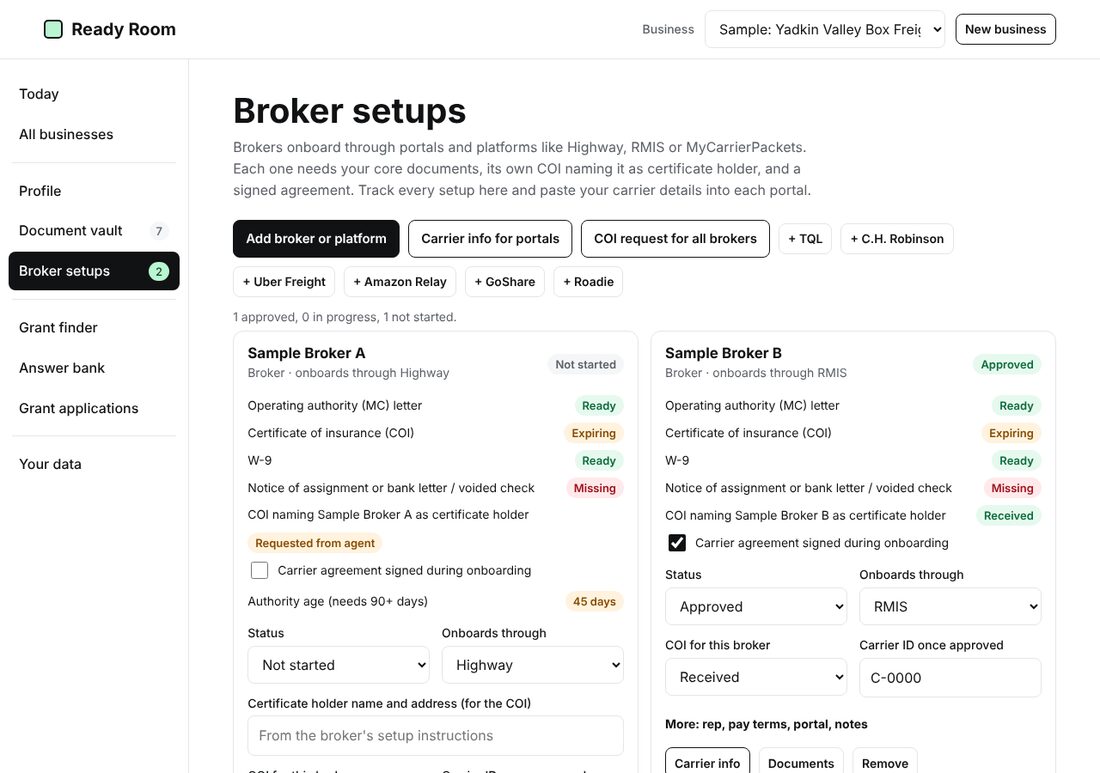 Ready Room
Business
Sample: Yadkin Valley Box Freig
New business
Today
All businesses
Profile
Document vault 7
Broker setups 2
Grant finder
Answer bank
Grant applications
Your data
Broker setups
Brokers onboard through portals and platforms like Highway, RMIS or MyCarrierPackets.
Each one needs your core documents, its own COI naming it as certificate holder, and a
signed agreement. Track every setup here and paste your carrier details into each portal.
Add broker or platform
Carrier info for portals
COI request for all brokers
+ TQL
+ C.H. Robinson
+ Uber Freight
+ Amazon Relay
+ GoShare
+ Roadie
1 approved, 0 in progress, 1 not started.
Sample Broker A
Broker · onboards through Highway
Not started
Operating authority (MC) letter Ready
Certificate of insurance (COI) Expiring
W-9 Ready
Notice of assignment or bank letter / voided check Missing
COI naming Sample Broker A as certificate holder
Requested from agent
Carrier agreement signed during onboarding
Authority age (needs 90+ days) 45 days
Status Onboards through
Not started Highway
Certificate holder name and address (for the COI)
From the broker's setup instructions
Sample Broker B
Broker · onboards through RMIS
Approved
Operating authority (MC) letter Ready
Certificate of insurance (COI) Expiring
W-9 Ready
Notice of assignment or bank letter / voided check Missing
COI naming Sample Broker B as certificate holder Received
Carrier agreement signed during onboarding
Status Onboards through
Approved RMIS
COI for this broker Carrier ID once approved
Received C-0000
More: rep, pay terms, portal, notes
Carrier info Documents Remove